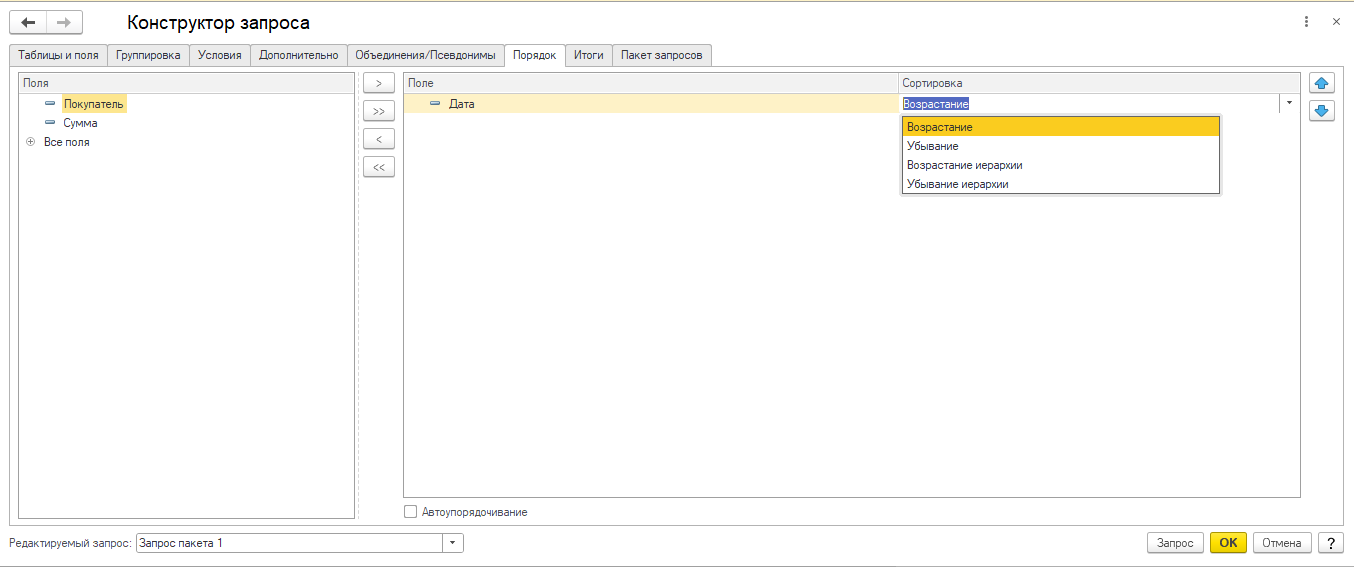 Конструктор запроса
Таблицы и поля Группировка Условия Дополнительно Объединения/Псевдонимы Порядок Итоги Пакет запросов
Поля
Покупатель
Сумма
Все поля
>
>>
<
<<
Поле Сортировка
Дата Возрастание
Возрастание
Убывание
Возрастание иерархии
Убывание иерархии
Автоупорядочивание
Редактируемый запрос: Запрос пакета 1
Запрос OK Отмена ?